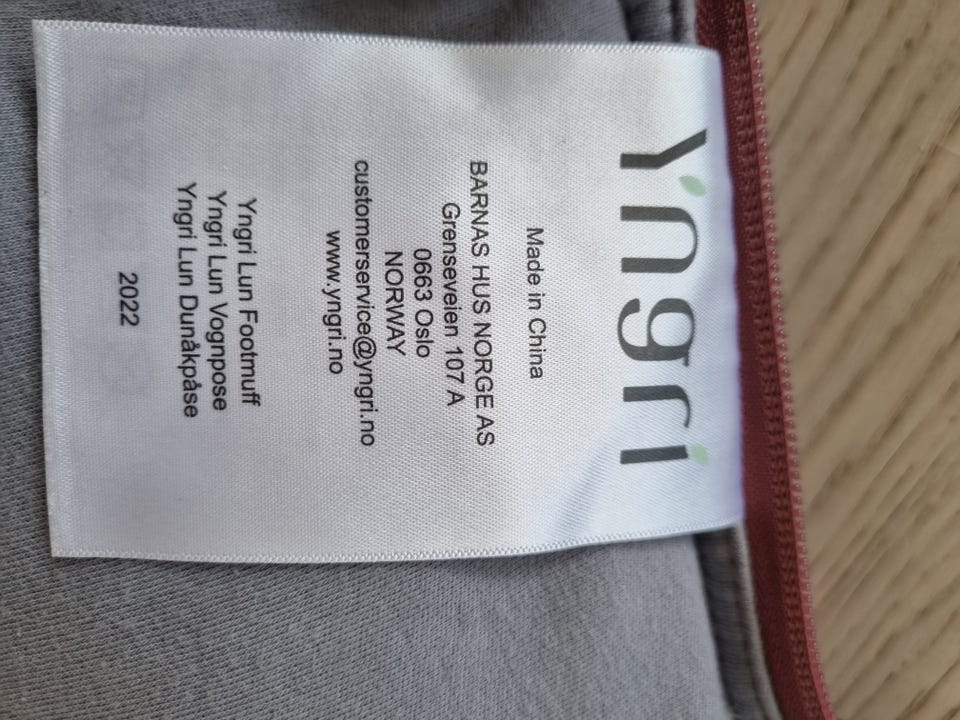 Yngri
Made in China
BARNAS HUS NORGE AS
Grenseveien 107 A
0663 Oslo
NORWAY
customerservice@yngri.no
www.yngri.no
Yngri Lun Footmuff
Yngri Lun Vognpose
Yngri Lun Dunåkpåse
2022